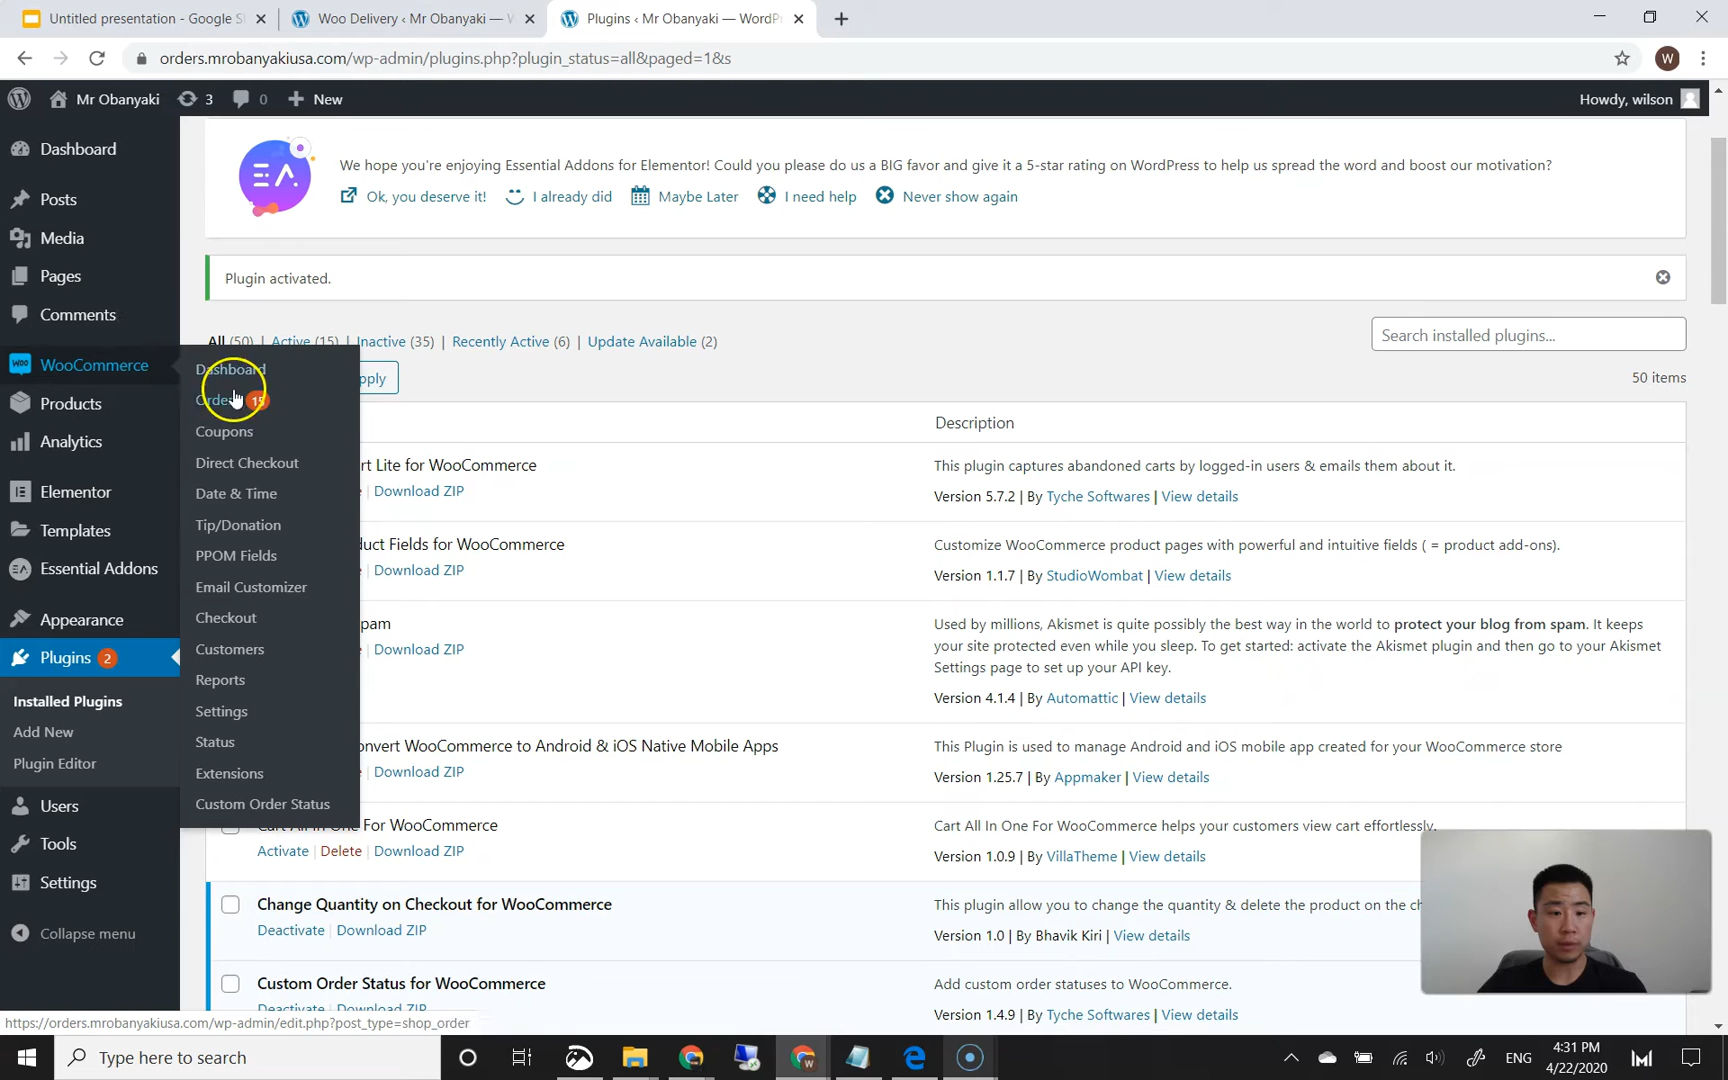 Untitled presentation - Google S
Woo Delivery ‹ Mr Obanyaki — W
Plugins ‹ Mr Obanyaki — WordPr
orders.mrobanyakiusa.com/wp-admin/plugins.php?plugin_status=all&paged=1&s
W
Mr Obanyaki
3
0
New
Howdy, wilson
Dashboard
Posts
Media
Pages
Comments
WooCommerce
Products
Analytics
Elementor
Templates
Essential Addons
Appearance
Plugins 2
Installed Plugins
Add New
Plugin Editor
Users
Tools
Settings
Collapse menu
Dashboard
15
Coupons
Direct Checkout
Date & Time
Tip/Donation
PPOM Fields
Email Customizer
Checkout
Customers
Reports
Settings
Status
Extensions
Custom Order Status
EA
We hope you're enjoying Essential Addons for Elementor! Could you please do us a BIG favor and give it a 5-star rating on WordPress to help us spread the word and boost our motivation?
Ok, you deserve it! I already did Maybe Later I need help Never show again
Plugin activated.
All (50) | Active (15) | Inactive (35) | Recently Active (6) | Update Available (2)
Search installed plugins...
pply
50 items
Description
rt Lite for WooCommerce
Download ZIP
This plugin captures abandoned carts by logged-in users & emails them about it.
Version 5.7.2 | By Tyche Softwares | View details
uct Fields for WooCommerce
Download ZIP
Customize WooCommerce product pages with powerful and intuitive fields ( = product add-ons).
Version 1.1.7 | By StudioWombat | View details
pam
Download ZIP
Used by millions, Akismet is quite possibly the best way in the world to protect your blog from spam. It keeps
your site protected even while you sleep. To get started: activate the Akismet plugin and then go to your Akismet
Settings page to set up your API key.
Version 4.1.4 | By Automattic | View details
onvert WooCommerce to Android & iOS Native Mobile Apps
Download ZIP
This Plugin is used to manage Android and iOS mobile app created for your WooCommerce store
Version 1.25.7 | By Appmaker | View details
Cart All In One For WooCommerce
Activate | Delete | Download ZIP
Cart All In One For WooCommerce helps your customers view cart effortlessly.
Version 1.0.9 | By VillaTheme | View details
Change Quantity on Checkout for WooCommerce
Deactivate | Download ZIP
This plugin allow you to change the quantity & delete the product on the ch
Version 1.0 | By Bhavik Kiri | View details
Custom Order Status for WooCommerce
Deactivate | Download ZIP
Add custom order statuses to WooCommerce.
Version 1.4.9 | By Tyche Softwares | View details
https://orders.mrobanyakiusa.com/wp-admin/edit.php?post_type=shop_order
Type here to search
ENG
4:31 PM
4/22/2020